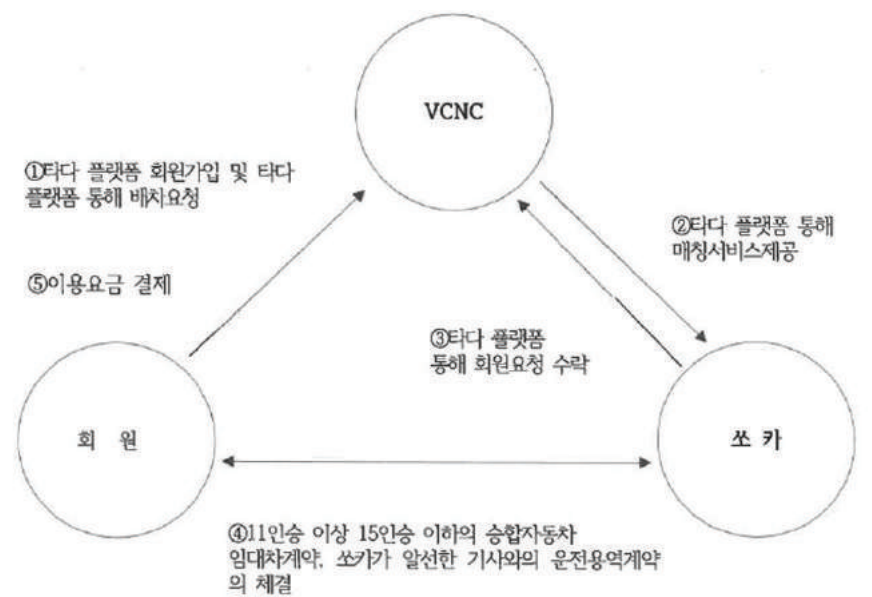 VCNC
①타다 플랫폼 회원가입 및 타다
플랫폼 통해 배차요청
②타다 플랫폼 통해
매칭서비스제공
⑤이용요금 결제
③타다 플랫폼
통해 회원요청 수락
회 원
쏘 카
④11인승 이상 15인승 이하의 승합자동차
임대차계약, 쏘카가 알선한 기사와의 운전용역계약
의 체결